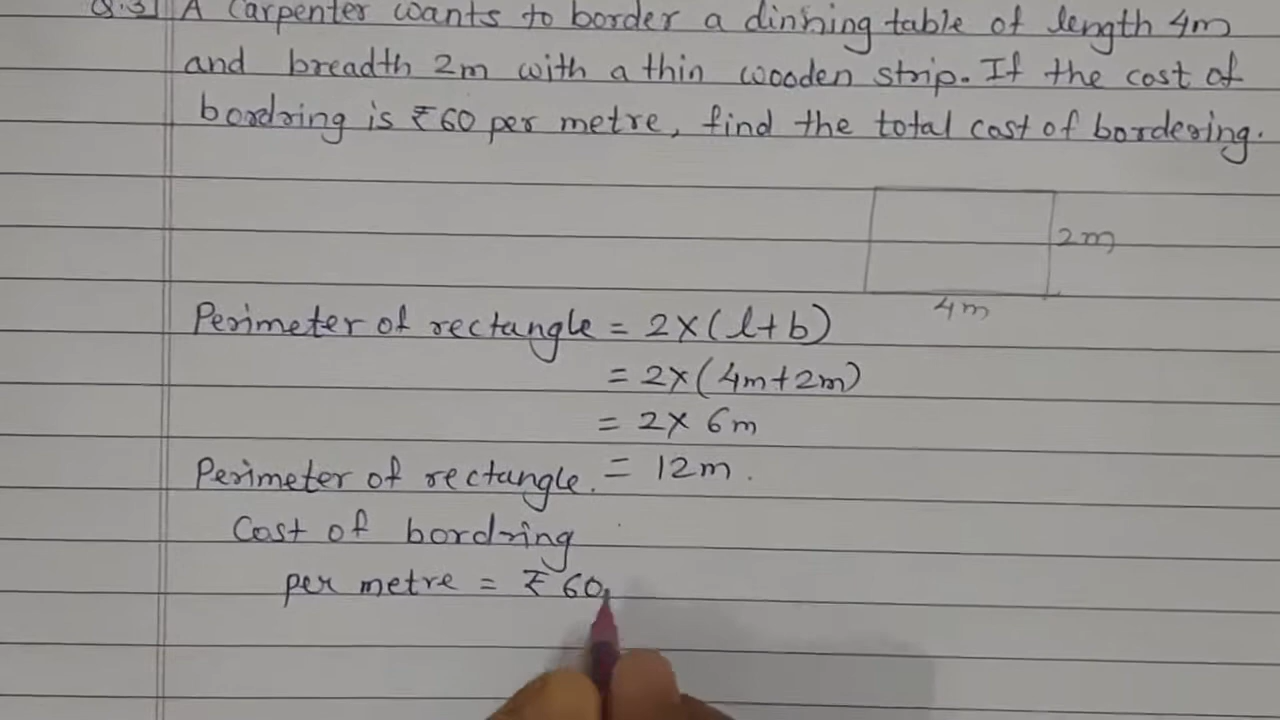 Q.3] A Carpenter wants to border a dinning table of length 4m
and breadth 2m with a thin wooden strip. If the cost of
bordring is ₹60 per metre, find the total cost of bordering.
2m
4m
Perimeter of rectangle = 2×(l+b)
= 2×(4m+2m)
= 2× 6m
Perimeter of rectangle. = 12m.
Cost of bordring
per metre = ₹60